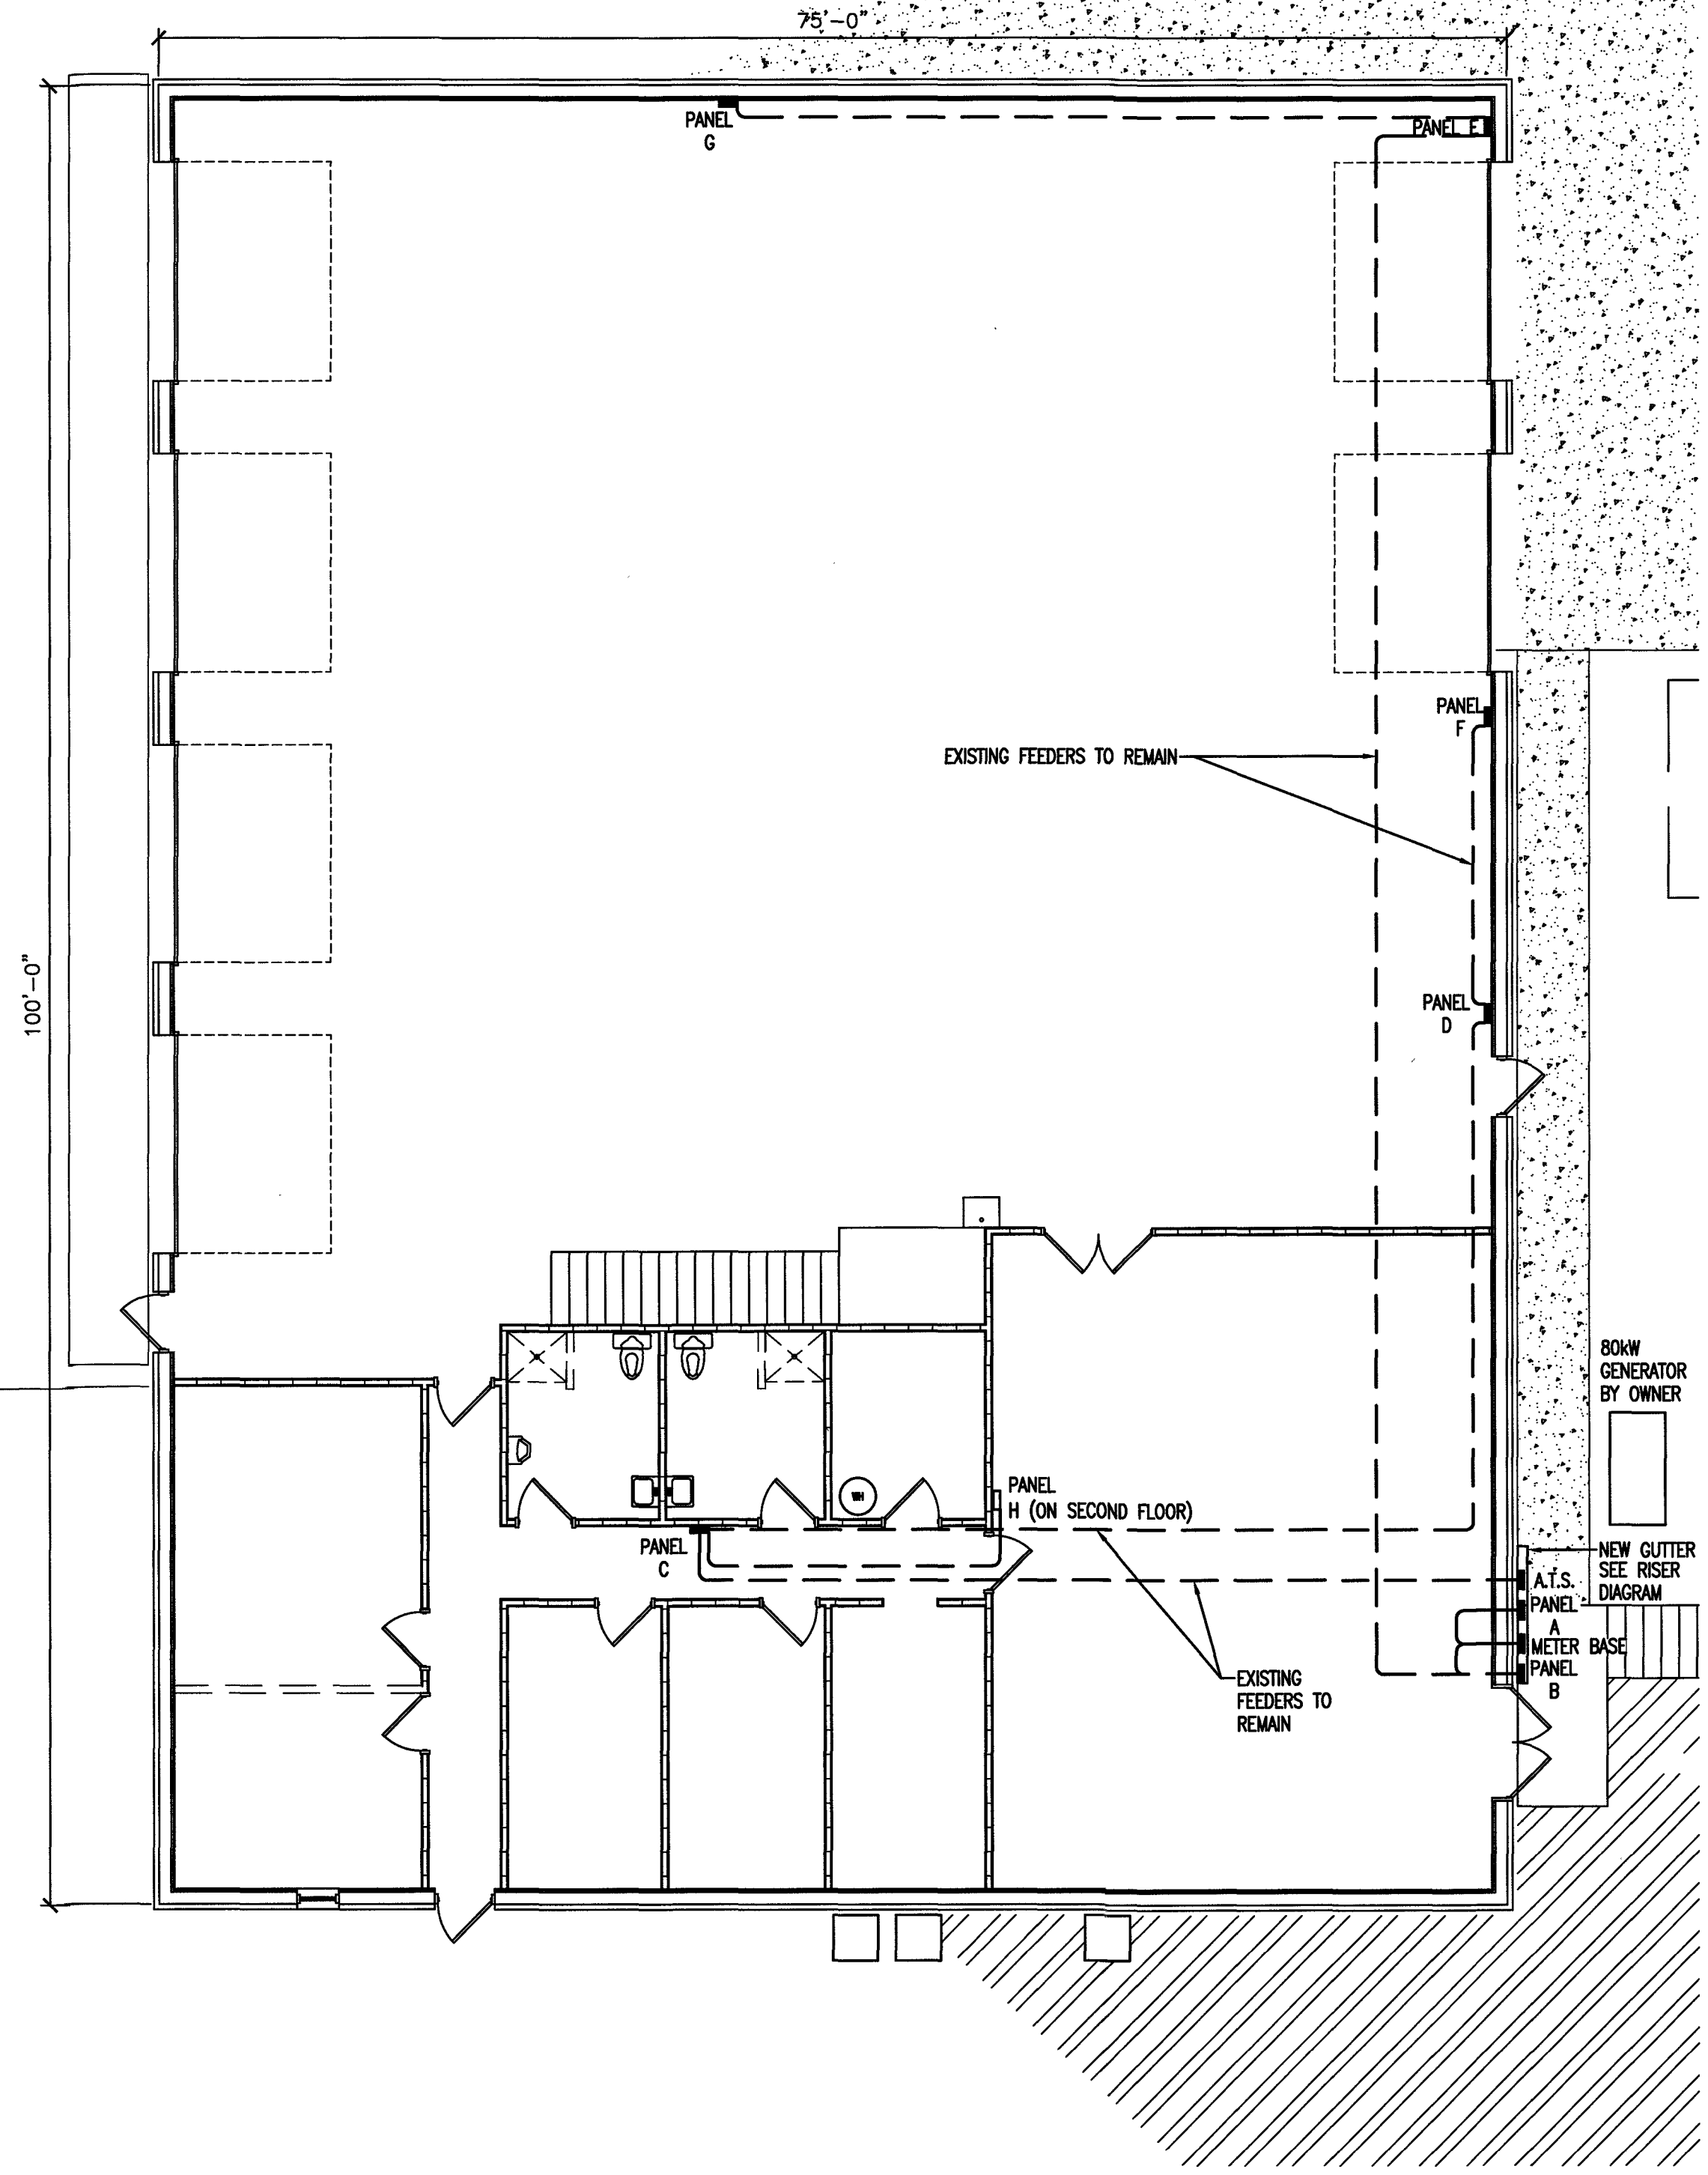 75'-0"
PANEL
G
PANEL E
PANEL
F
EXISTING FEEDERS TO REMAIN
100'-0"
PANEL
D
80kW
GENERATOR
BY OWNER
PANEL
H (ON SECOND FLOOR)
WH
PANEL
C
NEW GUTTER
SEE RISER
DIAGRAM
A.T.S.
PANEL
A
METER BASE
PANEL
B
EXISTING
FEEDERS TO
REMAIN